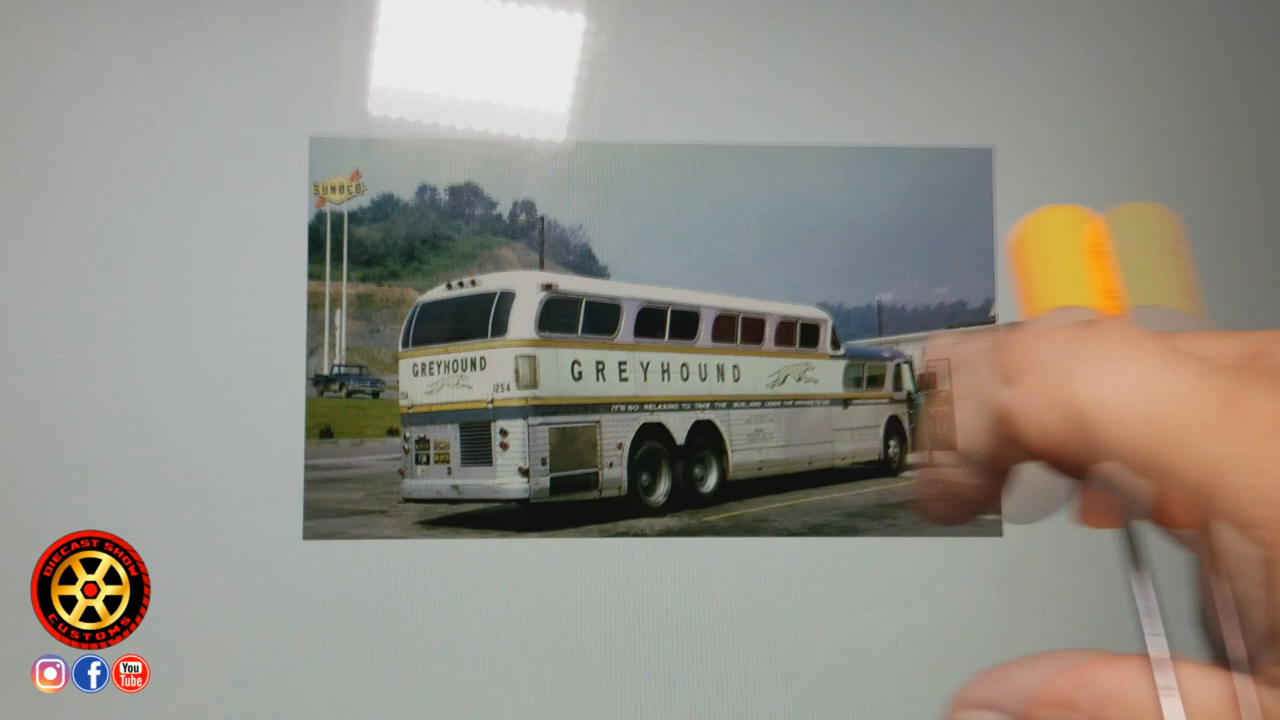 SUNOCO
GREYHOUND
1254
GREYHOUND
IT'S SO RELAXING TO TAKE THE BUS..AND LEAVE THE DRIVING TO US
DIECAST SHOW
CUSTOMS
You
Tube